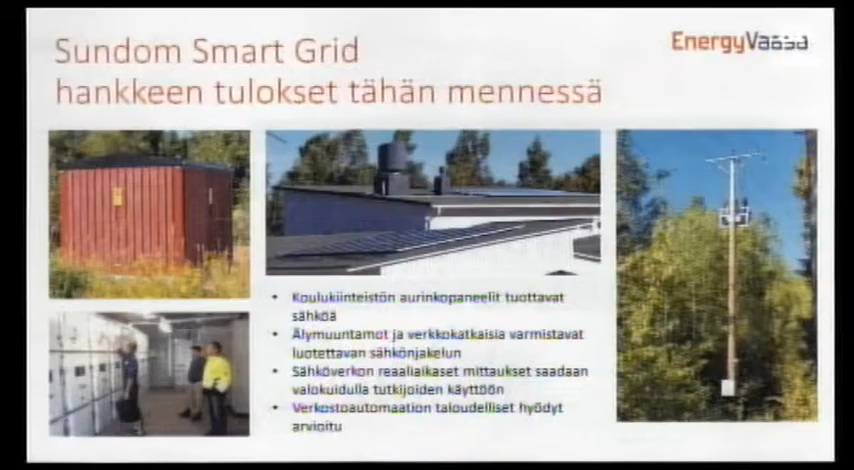 Sundom Smart Grid
hankkeen tulokset tähän mennessä
EnergyVaasa
• Koulukiinteistön aurinkopaneelit tuottavat
sähköä
• Älymuuntamot ja verkkokatkaisia varmistavat
luotettavan sähkönjakelun
• Sähköverkon reaaliaikaset mittaukset saadaan
valokuidulla tutkijoiden käyttöön
• Verkostoautomaation taloudelliset hyödyt
arvioitu